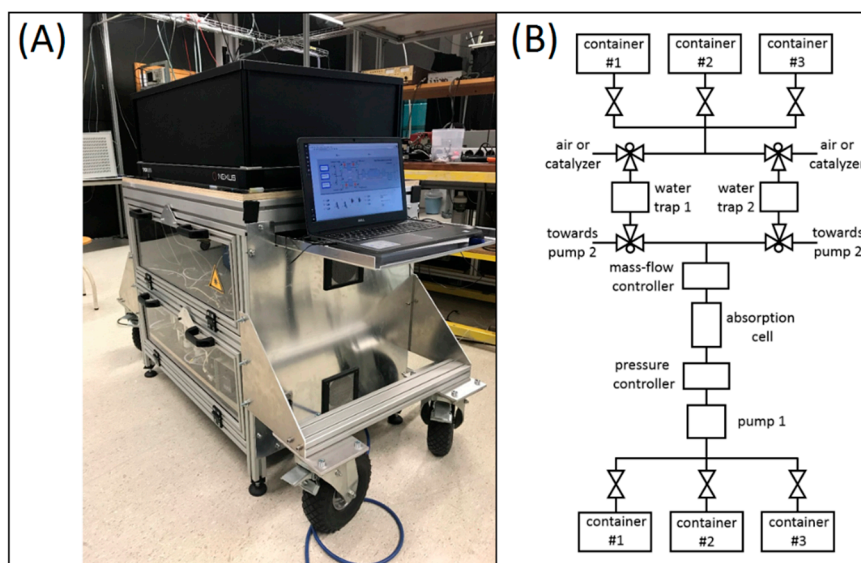 (A)
NEXUS
(B)
container
#1
container
#2
container
#3
air or
catalyzer
air or
catalyzer
water
trap 1
water
trap 2
towards
pump 2
towards
pump 2
mass-flow
controller
absorption
cell
pressure
controller
pump 1
container
#1
container
#2
container
#3